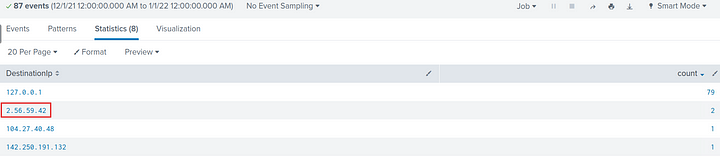 ✓ 87 events (12/1/21 12:00:00.000 AM to 1/1/22 12:00:00.000 AM) No Event Sampling Job Smart Mode
Events Patterns Statistics (8) Visualization
20 Per Page Format Preview
DestinationIp count
127.0.0.1 79
2.56.59.42 2
104.27.40.48 1
142.250.191.132 1